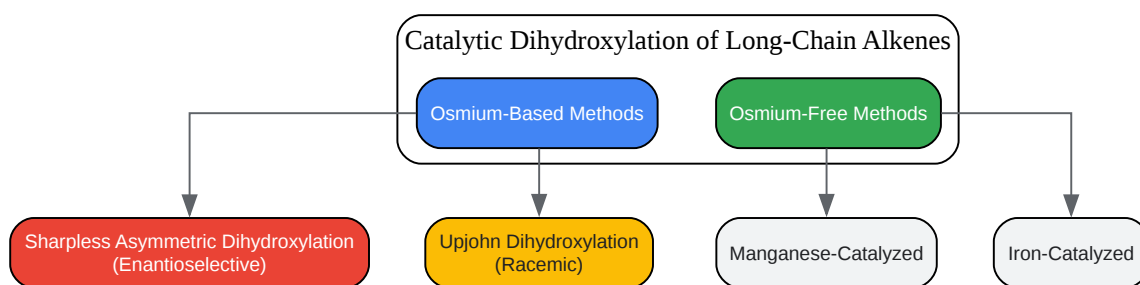 Catalytic Dihydroxylation of Long-Chain Alkenes
Osmium-Based Methods
Osmium-Free Methods
Sharpless Asymmetric Dihydroxylation
(Enantioselective)
Upjohn Dihydroxylation
(Racemic)
Manganese-Catalyzed
Iron-Catalyzed